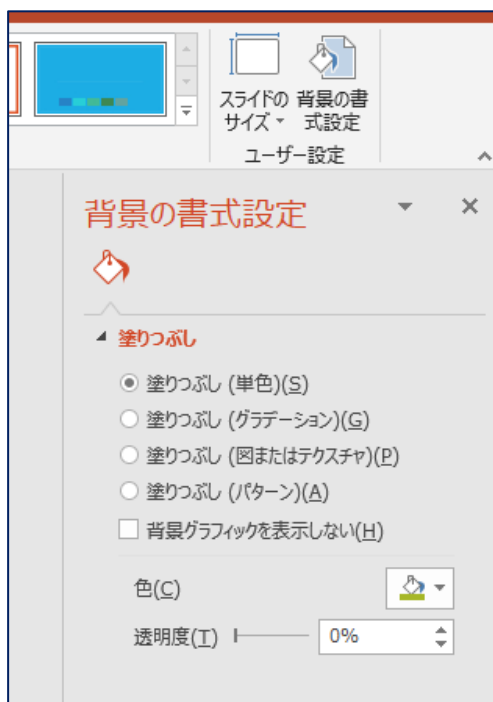 スライドの 背景の書
サイズ 式設定
ユーザー設定
背景の書式設定
塗りつぶし
塗りつぶし (単色)(S)
塗りつぶし (グラデーション)(G)
塗りつぶし (図またはテクスチャ)(P)
塗りつぶし (パターン)(A)
背景グラフィックを表示しない(H)
色(C)
透明度(T) 0%